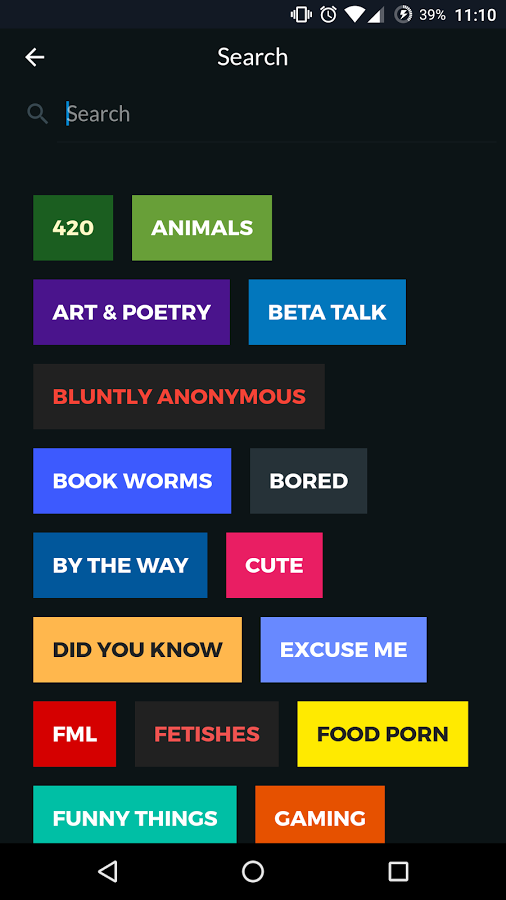 39% 11:10
Search
Search
420 ANIMALS
ART & POETRY BETA TALK
BLUNTLY ANONYMOUS
BOOK WORMS BORED
BY THE WAY CUTE
DID YOU KNOW EXCUSE ME
FML FETISHES FOOD PORN
FUNNY THINGS GAMING